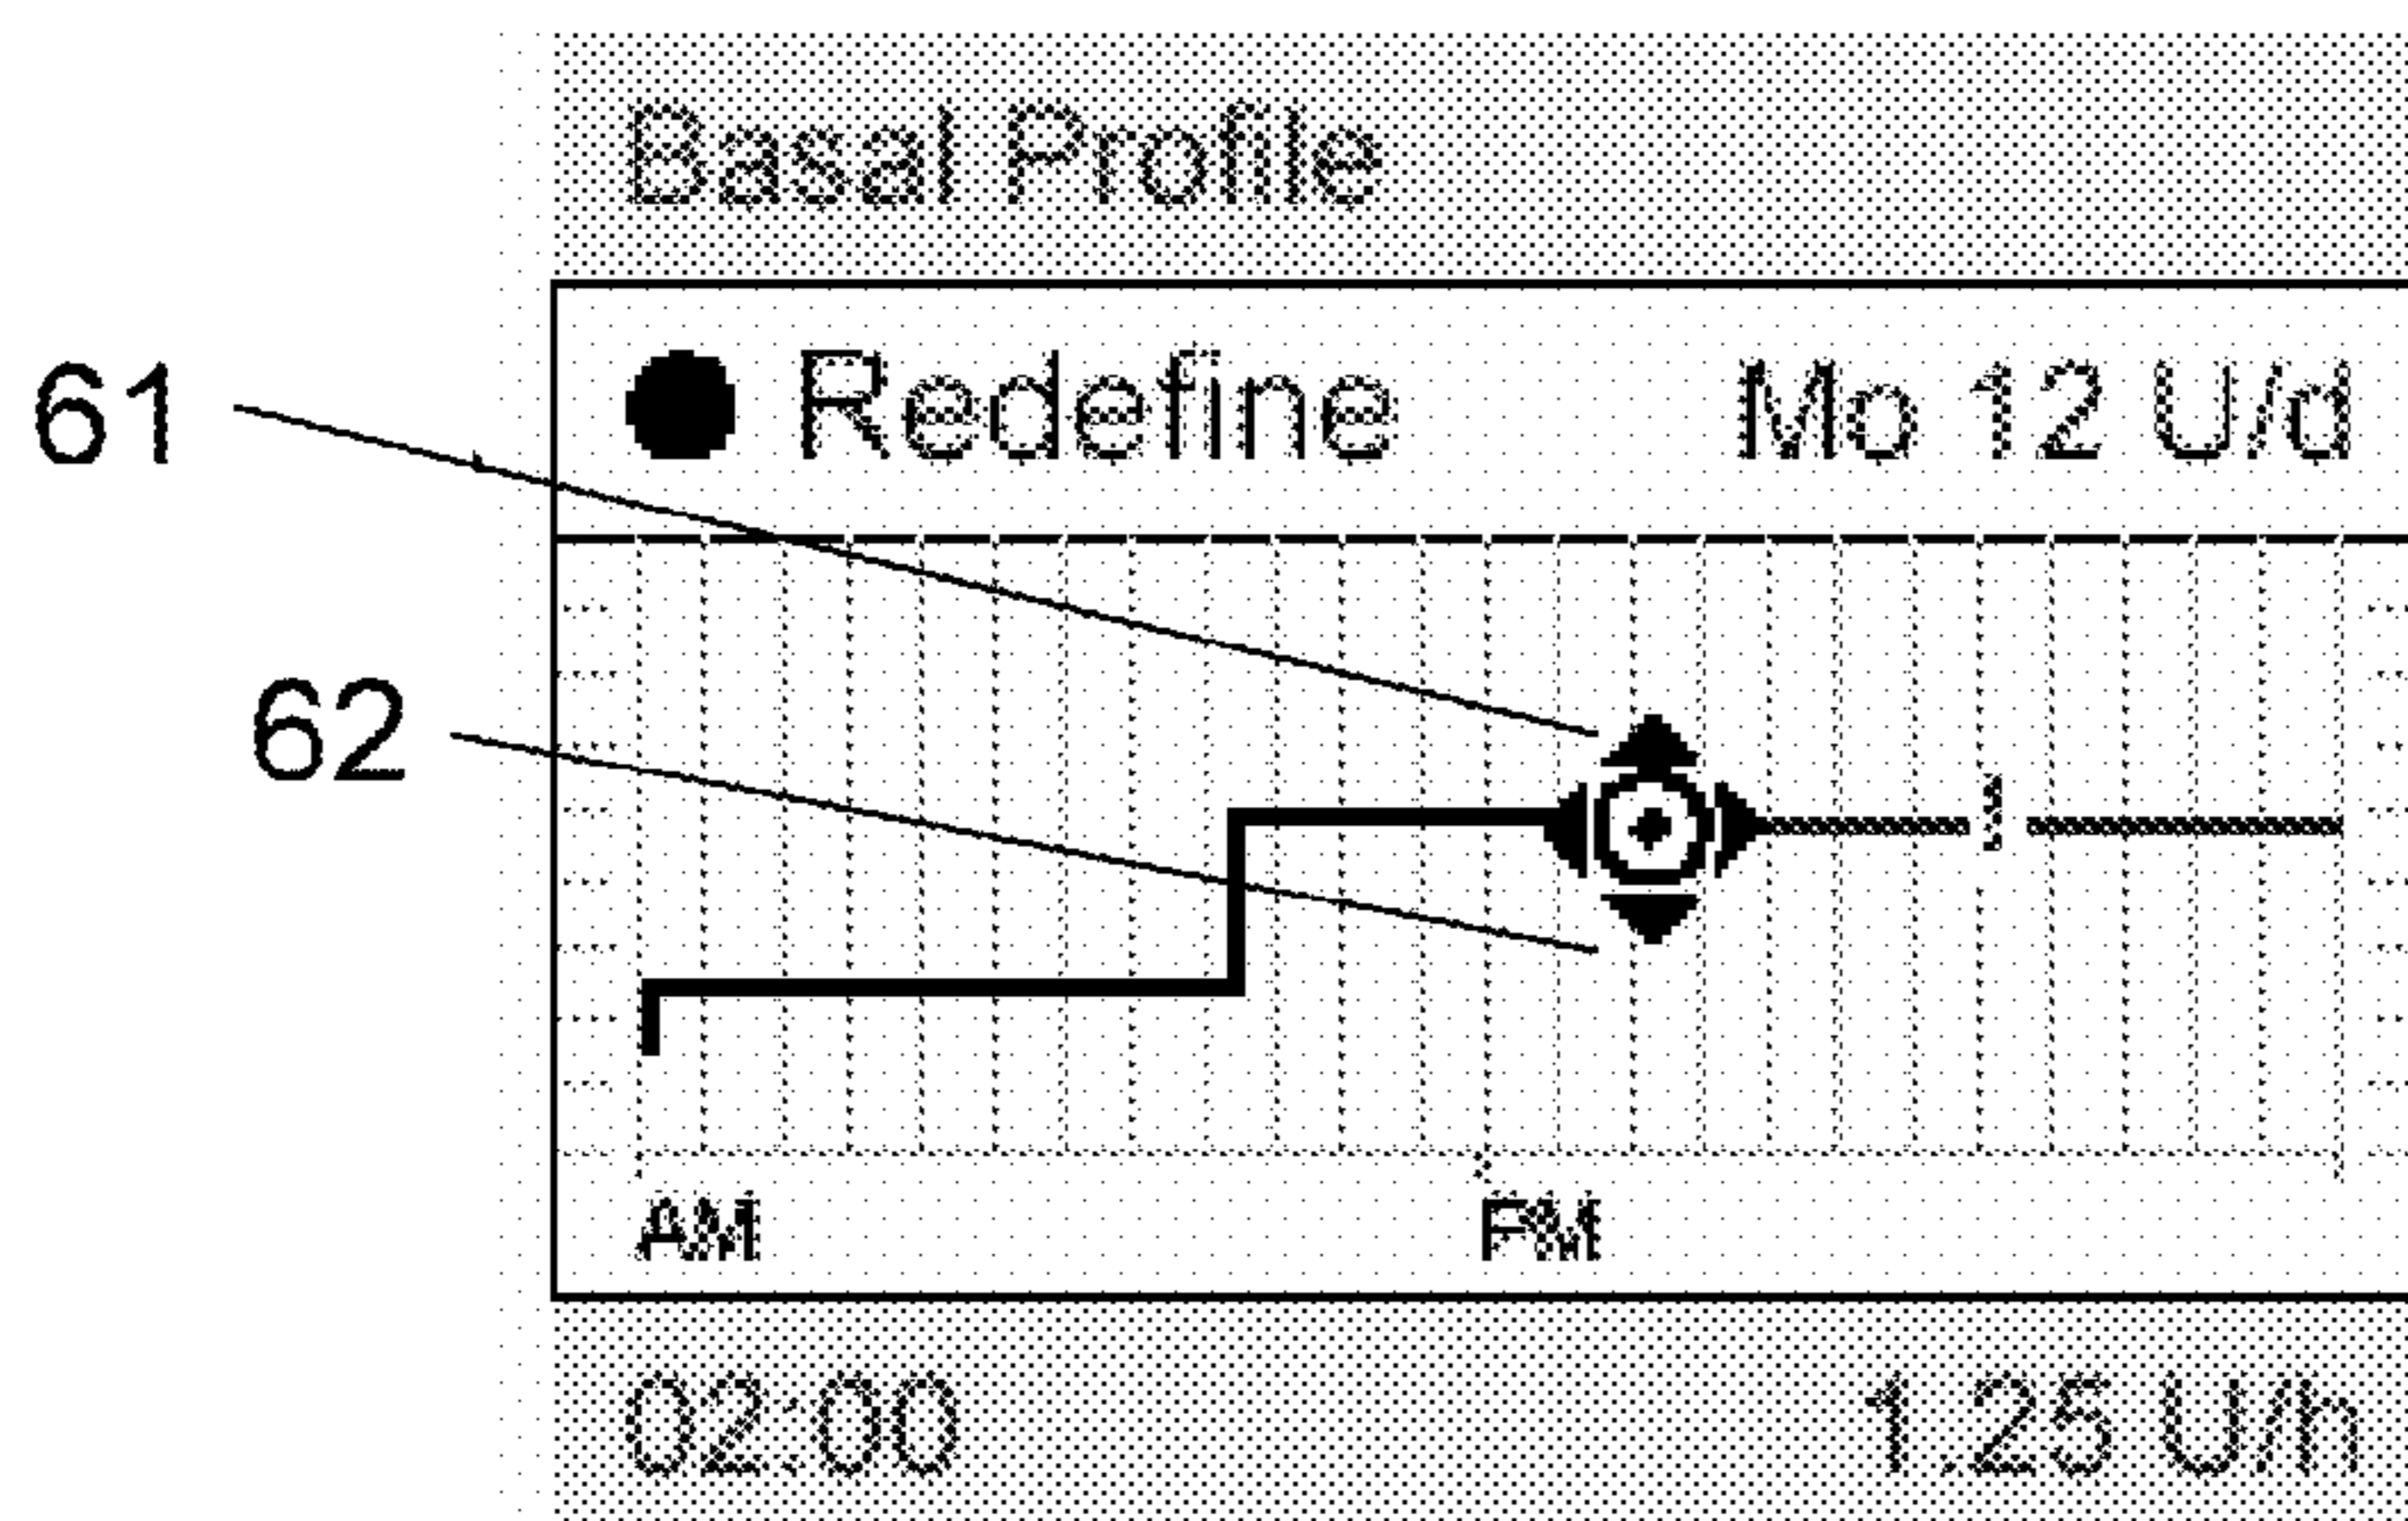 Basal Profile
61
Redefine Mo 12 U/d
62
AM PM
02:00 1.25 U/h